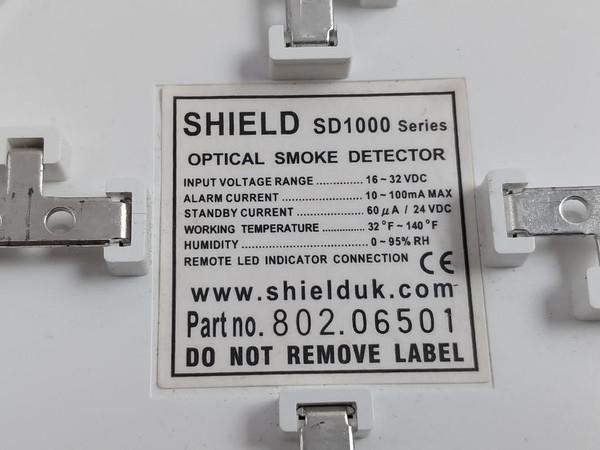 SHIELD SD1000 Series
OPTICAL SMOKE DETECTOR
INPUT VOLTAGE RANGE .............. 16 ~ 32 VDC
ALARM CURRENT ........................ 10 ~ 100mA MAX
STANDBY CURRENT .................... 60µA / 24 VDC
WORKING TEMPERATURE ........... 32°F ~ 140°F
HUMIDITY ................................... 0 ~ 95% RH
REMOTE LED INDICATOR CONNECTION CE
www.shielduk.com
Part no. 802.06501
DO NOT REMOVE LABEL